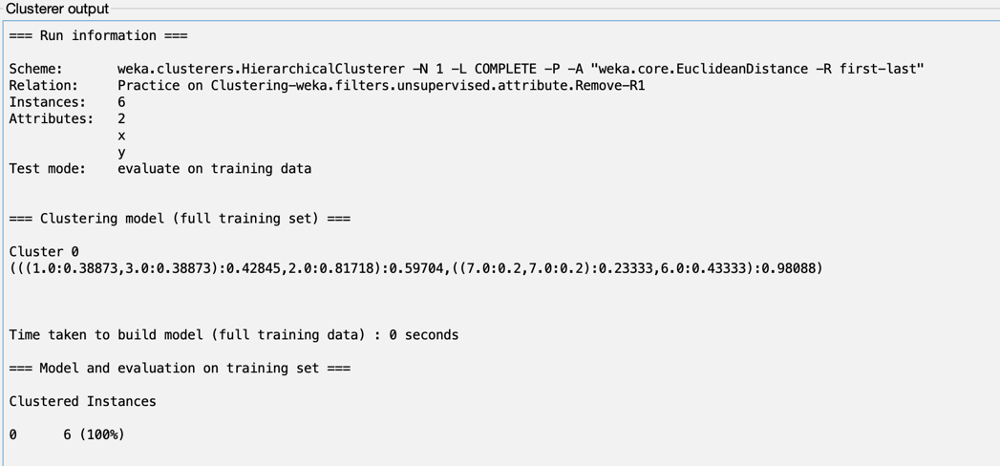 Clusterer output
=== Run information ===
Scheme: weka.clusterers.HierarchicalClusterer -N 1 -L COMPLETE -P -A "weka.core.EuclideanDistance -R first-last"
Relation: Practice on Clustering-weka.filters.unsupervised.attribute.Remove-R1
Instances: 6
Attributes: 2
x
y
Test mode: evaluate on training data
=== Clustering model (full training set) ===
Cluster 0
(((1.0:0.38873,3.0:0.38873):0.42845,2.0:0.81718):0.59704,((7.0:0.2,7.0:0.2):0.23333,6.0:0.43333):0.98088)
Time taken to build model (full training data) : 0 seconds
=== Model and evaluation on training set ===
Clustered Instances
0 6 (100%)